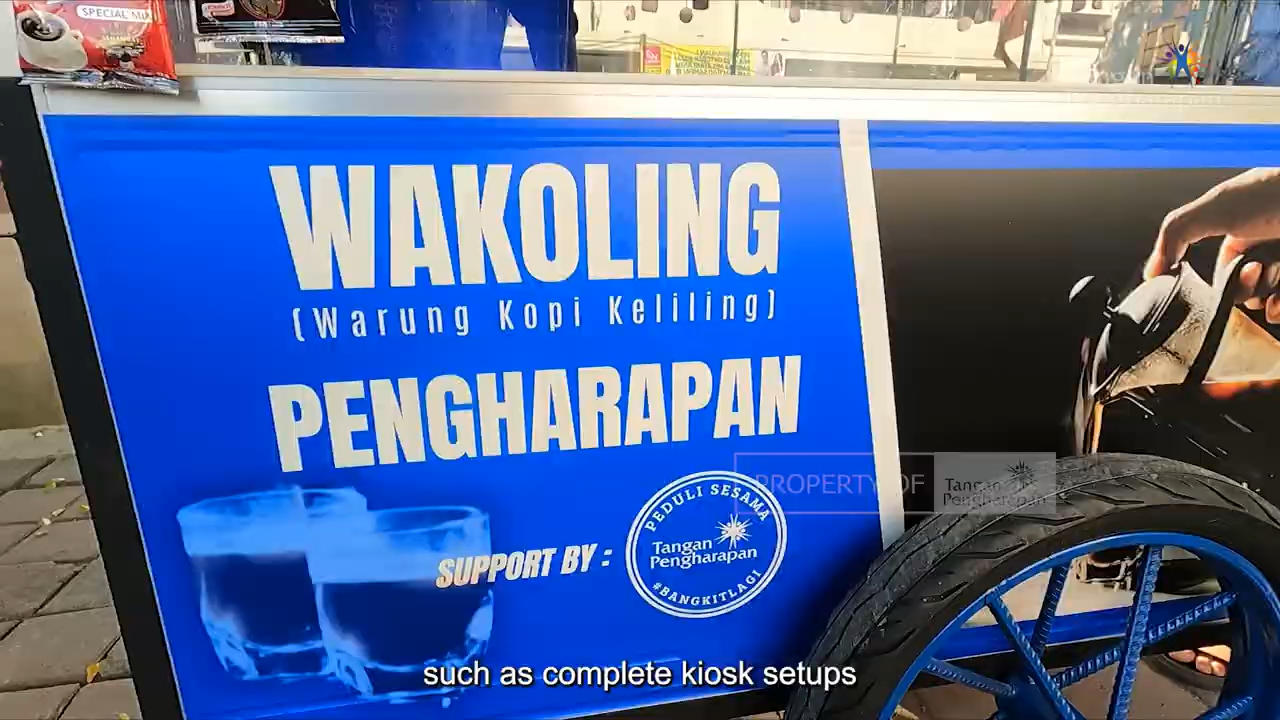 SPECIAL MIX
WAKOLING
(Warung Kopi Keliling)
PENGHARAPAN
SUPPORT BY :
PEDULI SESAMA
Tangan
Pengharapan
#BANGKITLAGI
PROPERTY OF
Tangan
Pengharapan
such as complete kiosk setups